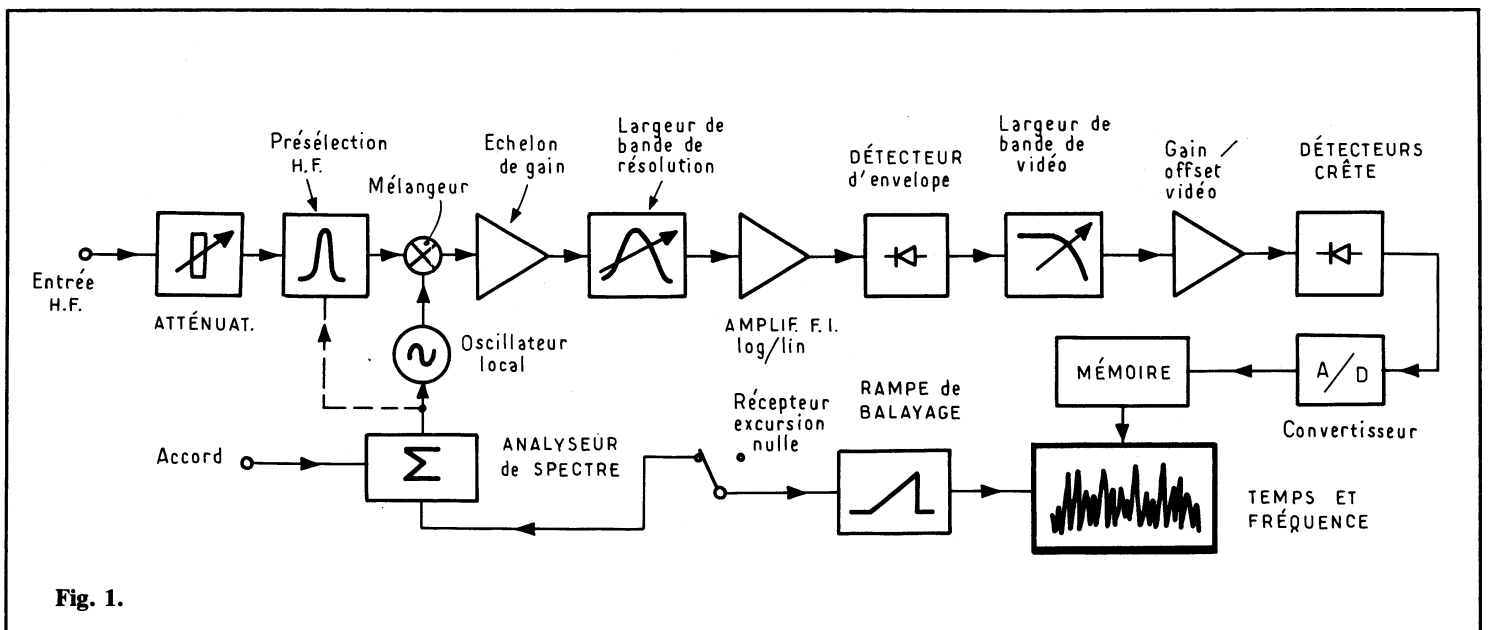 Présélection
H.F.
Mélangeur
Echelon
de gain
Largeur de
bande de
résolution
DÉTECTEUR
d'envelope
Largeur de
bande de
vidéo
Gain /
offset
vidéo
DÉTECTEURS
CRÊTE
Entrée
H.F.
ATTÉNUAT.
Oscillateur
local
AMPLIF. F.I.
log/lin
MÉMOIRE
A/D
Convertisseur
Récepteur
excursion
nulle
RAMPE de
BALAYAGE
Accord
Σ
ANALYSEUR
de SPECTRE
TEMPS ET
FRÉQUENCE
Fig. 1.